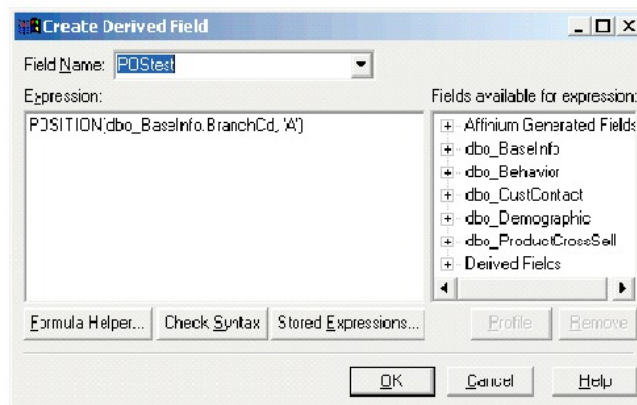 Create Derived Field
Field Name: POStest
Expression:
Fields available for expression:
POSITION(dbo_BaseInfo.BranchCd, 'A')
Affinium Generated Fields
dbo_BaseInfo
dbo_Behavior
dbo_CustContact
dbo_Demographic
dbo_ProductCrossSell
Derived Fields
Formula Helper...
Check Syntax
Stored Expressions...
Profile
Remove
OK
Cancel
Help